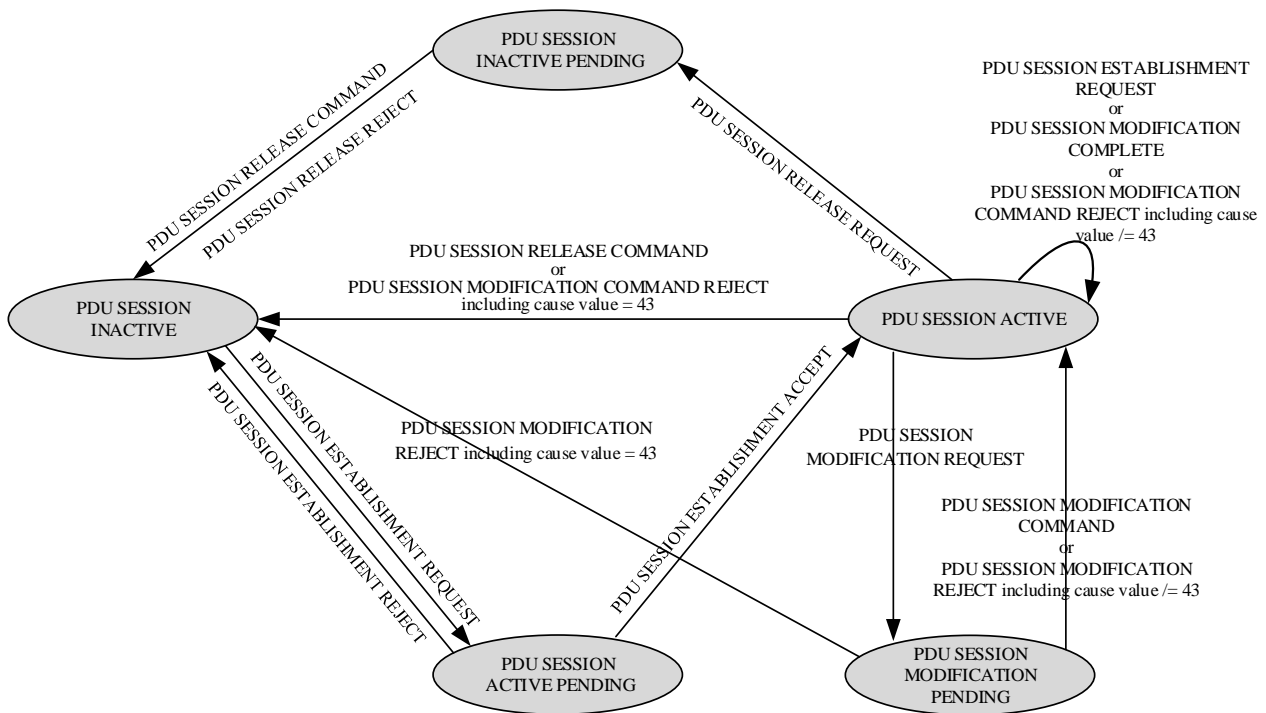 PDU SESSION
INACTIVE PENDING
PDU SESSION ESTABLISHMENT
REQUEST
or
PDU SESSION MODIFICATION
COMPLETE
or
PDU SESSION MODIFICATION
COMMAND REJECT including cause
value /= 43
PDU SESSION RELEASE COMMAND
PDU SESSION RELEASE REJECT
PDU SESSION RELEASE REQUEST
PDU SESSION RELEASE COMMAND
or
PDU SESSION MODIFICATION COMMAND REJECT
including cause value = 43
PDU SESSION
INACTIVE
PDU SESSION ACTIVE
PDU SESSION ESTABLISHMENT REQUEST
PDU SESSION ESTABLISHMENT REJECT
PDU SESSION MODIFICATION
REJECT including cause value = 43
PDU SESSION ESTABLISHMENT ACCEPT
PDU SESSION
MODIFICATION REQUEST
PDU SESSION MODIFICATION
COMMAND
or
PDU SESSION MODIFICATION
REJECT including cause value /= 43
PDU SESSION
ACTIVE PENDING
PDU SESSION
MODIFICATION
PENDING